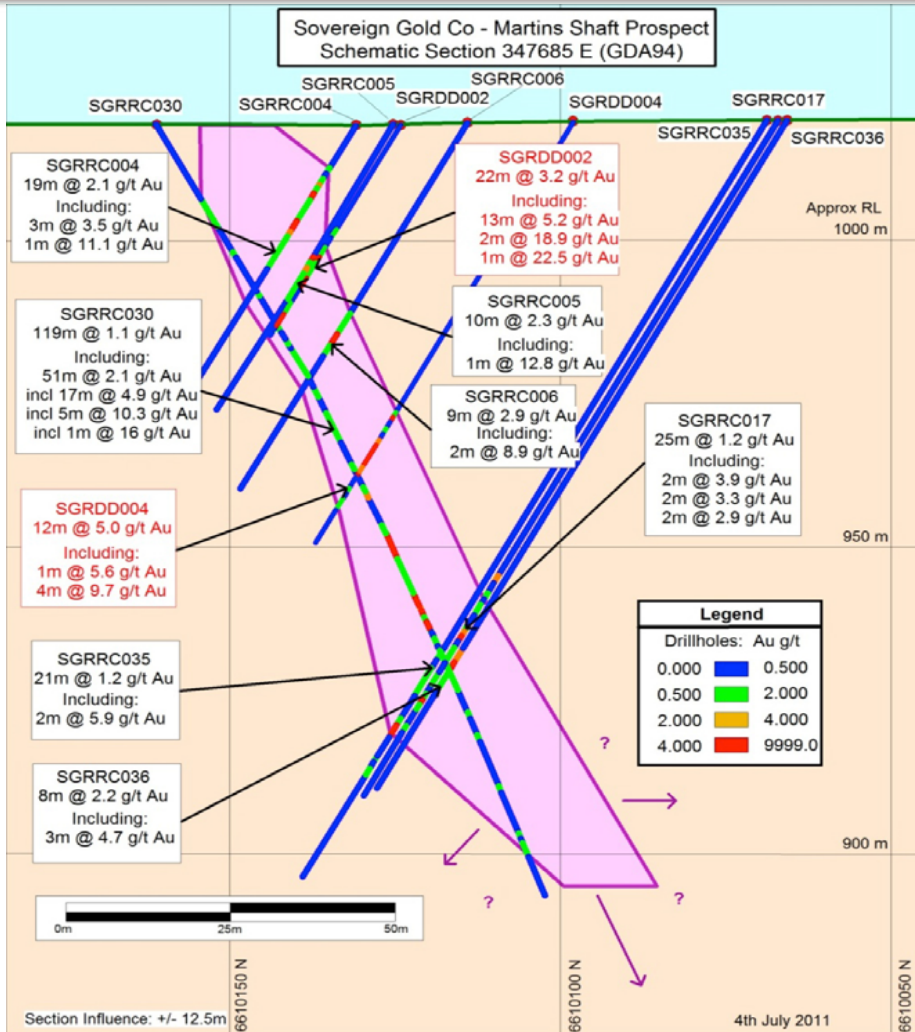 Sovereign Gold Co - Martins Shaft Prospect
Schematic Section 347685 E (GDA94)
SGRRC030
SGRRC004
SGRRC005
SGRDD002
SGRRC006
SGRDD004
SGRRC035
SGRRC017
SGRRC036
SGRRC004
19m @ 2.1 g/t Au
Including:
3m @ 3.5 g/t Au
1m @ 11.1 g/t Au
SGRDD002
22m @ 3.2 g/t Au
Including:
13m @ 5.2 g/t Au
2m @ 18.9 g/t Au
1m @ 22.5 g/t Au
Approx RL
1000 m
SGRRC030
119m @ 1.1 g/t Au
Including:
51m @ 2.1 g/t Au
incl 17m @ 4.9 g/t Au
incl 5m @ 10.3 g/t Au
incl 1m @ 16 g/t Au
SGRRC005
10m @ 2.3 g/t Au
Including:
1m @ 12.8 g/t Au
SGRRC006
9m @ 2.9 g/t Au
Including:
2m @ 8.9 g/t Au
SGRRC017
25m @ 1.2 g/t Au
Including:
2m @ 3.9 g/t Au
2m @ 3.3 g/t Au
2m @ 2.9 g/t Au
SGRDD004
12m @ 5.0 g/t Au
Including:
1m @ 5.6 g/t Au
4m @ 9.7 g/t Au
950 m
Legend
Drillholes: Au g/t
0.000 0.500
0.500 2.000
2.000 4.000
4.000 9999.0
SGRRC035
21m @ 1.2 g/t Au
Including:
2m @ 5.9 g/t Au
SGRRC036
8m @ 2.2 g/t Au
Including:
3m @ 4.7 g/t Au
?
900 m
?
?
0m 25m 50m
6610150 N
6610100 N
6610050 N
Section Influence: +/- 12.5m
4th July 2011